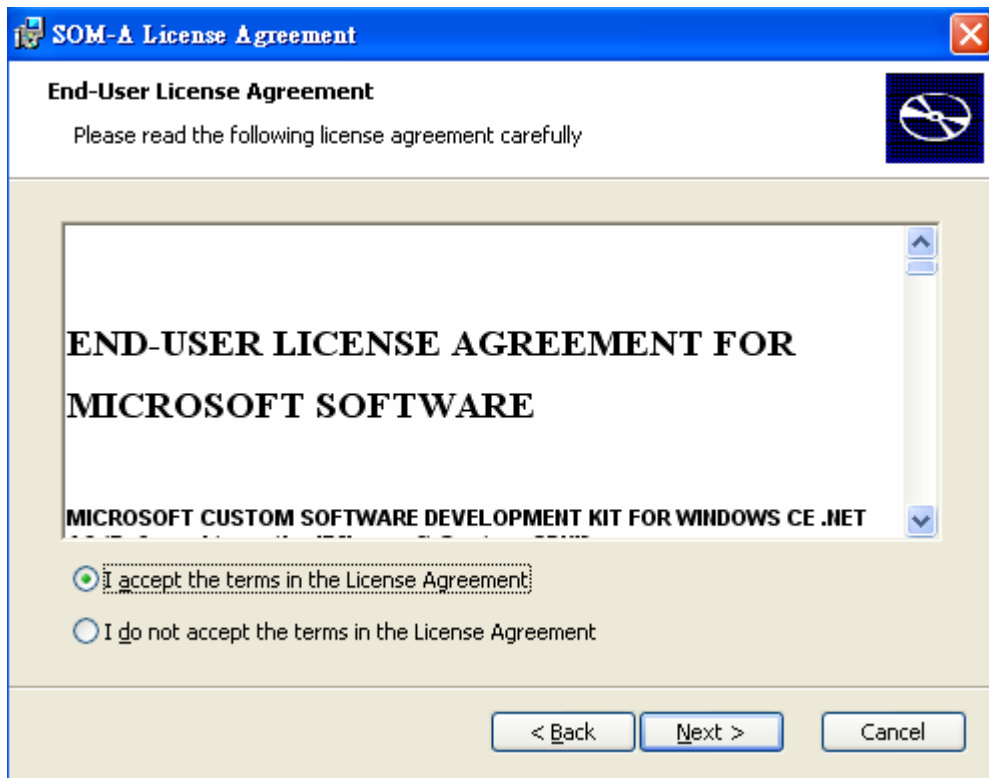 SOM-A License Agreement
End-User License Agreement
Please read the following license agreement carefully
END-USER LICENSE AGREEMENT FOR
MICROSOFT SOFTWARE
MICROSOFT CUSTOM SOFTWARE DEVELOPMENT KIT FOR WINDOWS CE .NET
I accept the terms in the License Agreement
I do not accept the terms in the License Agreement
< Back
Next >
Cancel